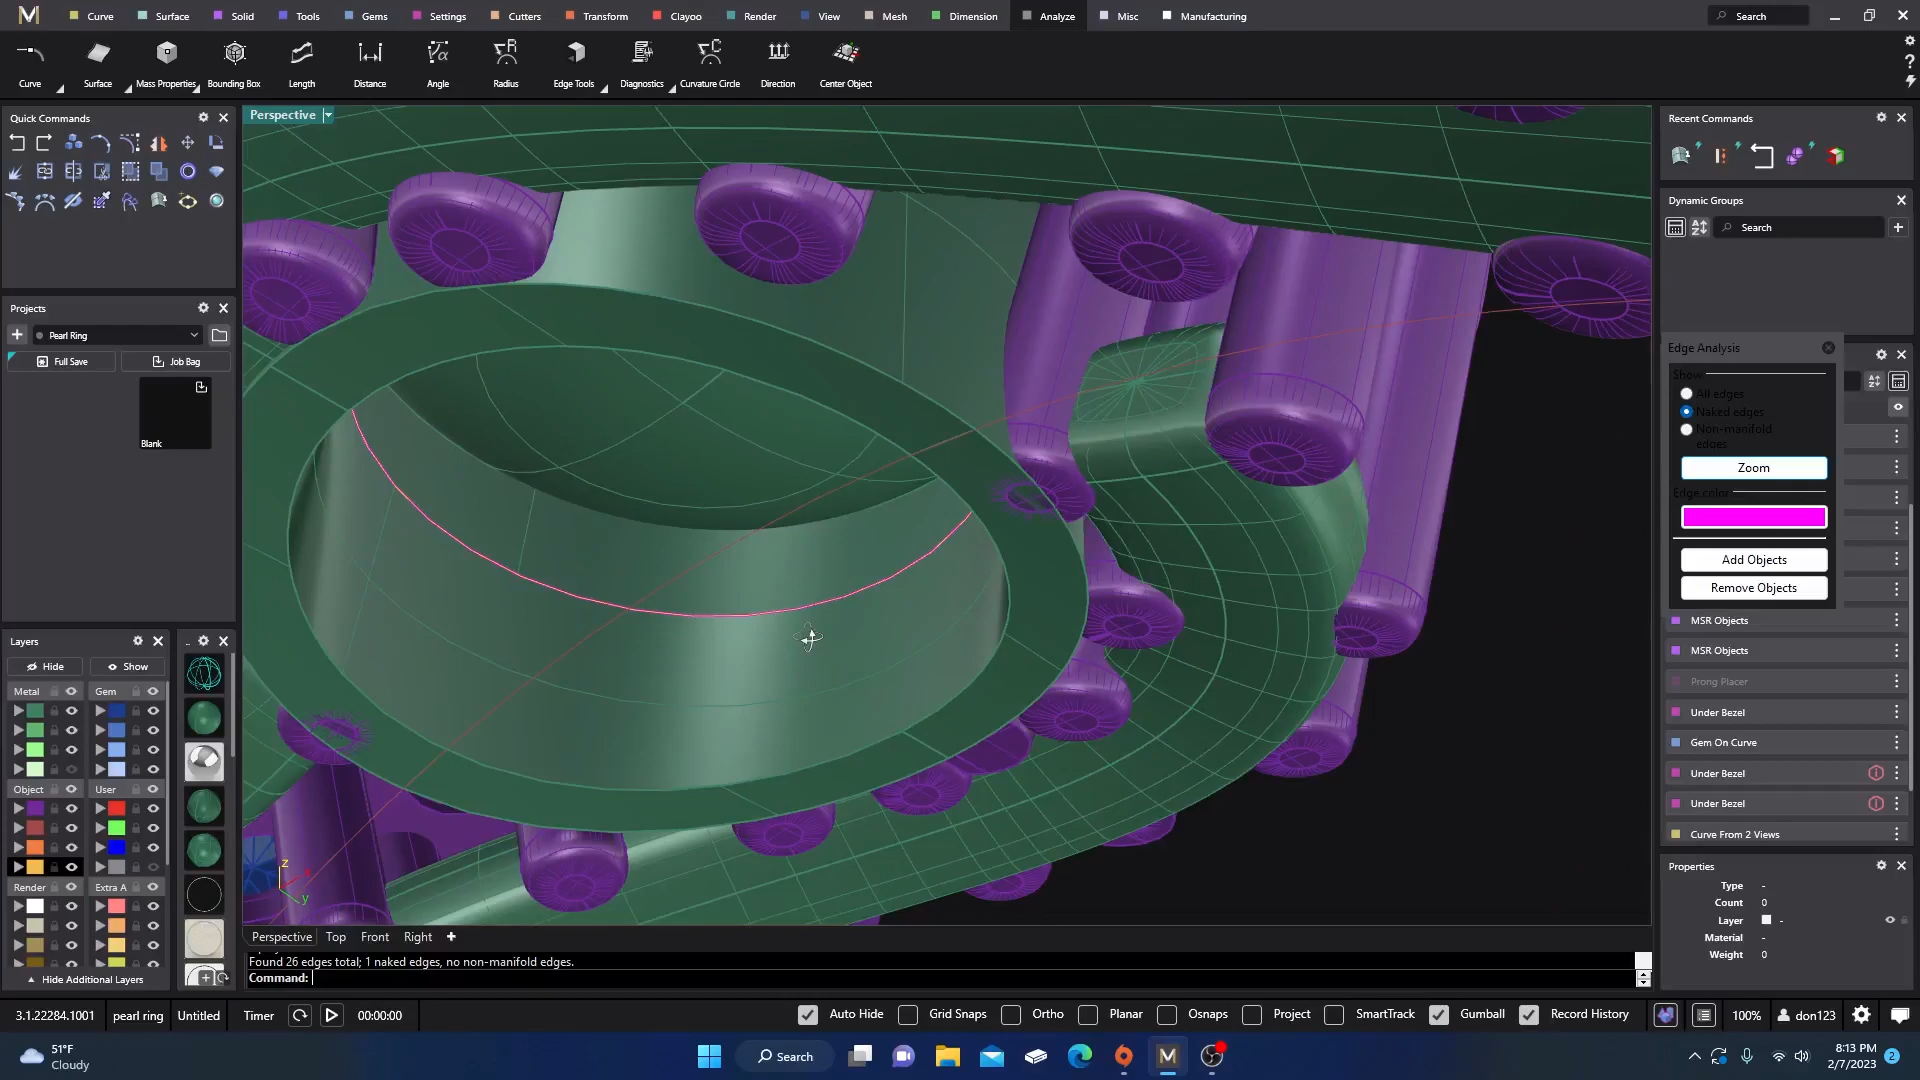 Curve Surface Solid Tools Gems Settings Cutters Transform Clayoo Render View Mesh Dimension Analyze Misc Manufacturing Search
Curve Surface Mass Properties Bounding Box Length Distance Angle Radius Edge Tools Diagnostics Curvature Circle Direction Center Object
Quick Commands
Projects
Pearl Ring
Full Save Job Bag
Blank
Layers
Hide Show
Metal Gem
Object User
Render Extra A
Hide Additional Layers
Perspective
z
y
Perspective Top Front Right
Found 26 edges total; 1 naked edges, no non-manifold edges.
Command:
Recent Commands
Dynamic Groups
Search
Edge Analysis
Show
All edges
Naked edges
Non-manifold
edges
Zoom
Edge color
Add Objects
Remove Objects
MSR Objects
MSR Objects
Prong Placer
Under Bezel
Gem On Curve
Under Bezel
Under Bezel
Curve From 2 Views
Properties
Type -
Count 0
Layer -
Material -
Weight 0
3.1.22284.1001 pearl ring Untitled Timer 00:00:00 Auto Hide Grid Snaps Ortho Planar Osnaps Project SmartTrack Gumball Record History 100% don123
51°F
Cloudy
Search
8:13 PM
2/7/2023
2